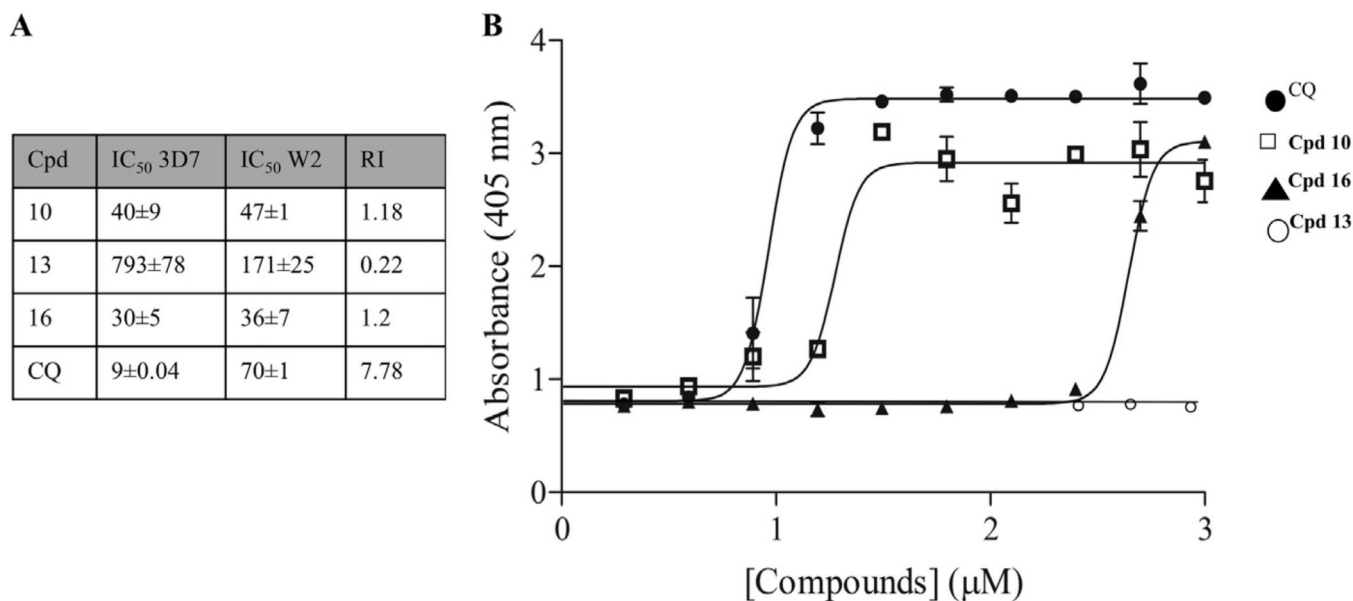 A
Cpd IC50 3D7 IC50 W2 RI
10 40±9 47±1 1.18
13 793±78 171±25 0.22
16 30±5 36±7 1.2
CQ 9±0.04 70±1 7.78
B
4
3
2
1
0
Absorbance (405 nm)
0 1 2 3
[Compounds] (μM)
CQ
Cpd 10
Cpd 16
Cpd 13